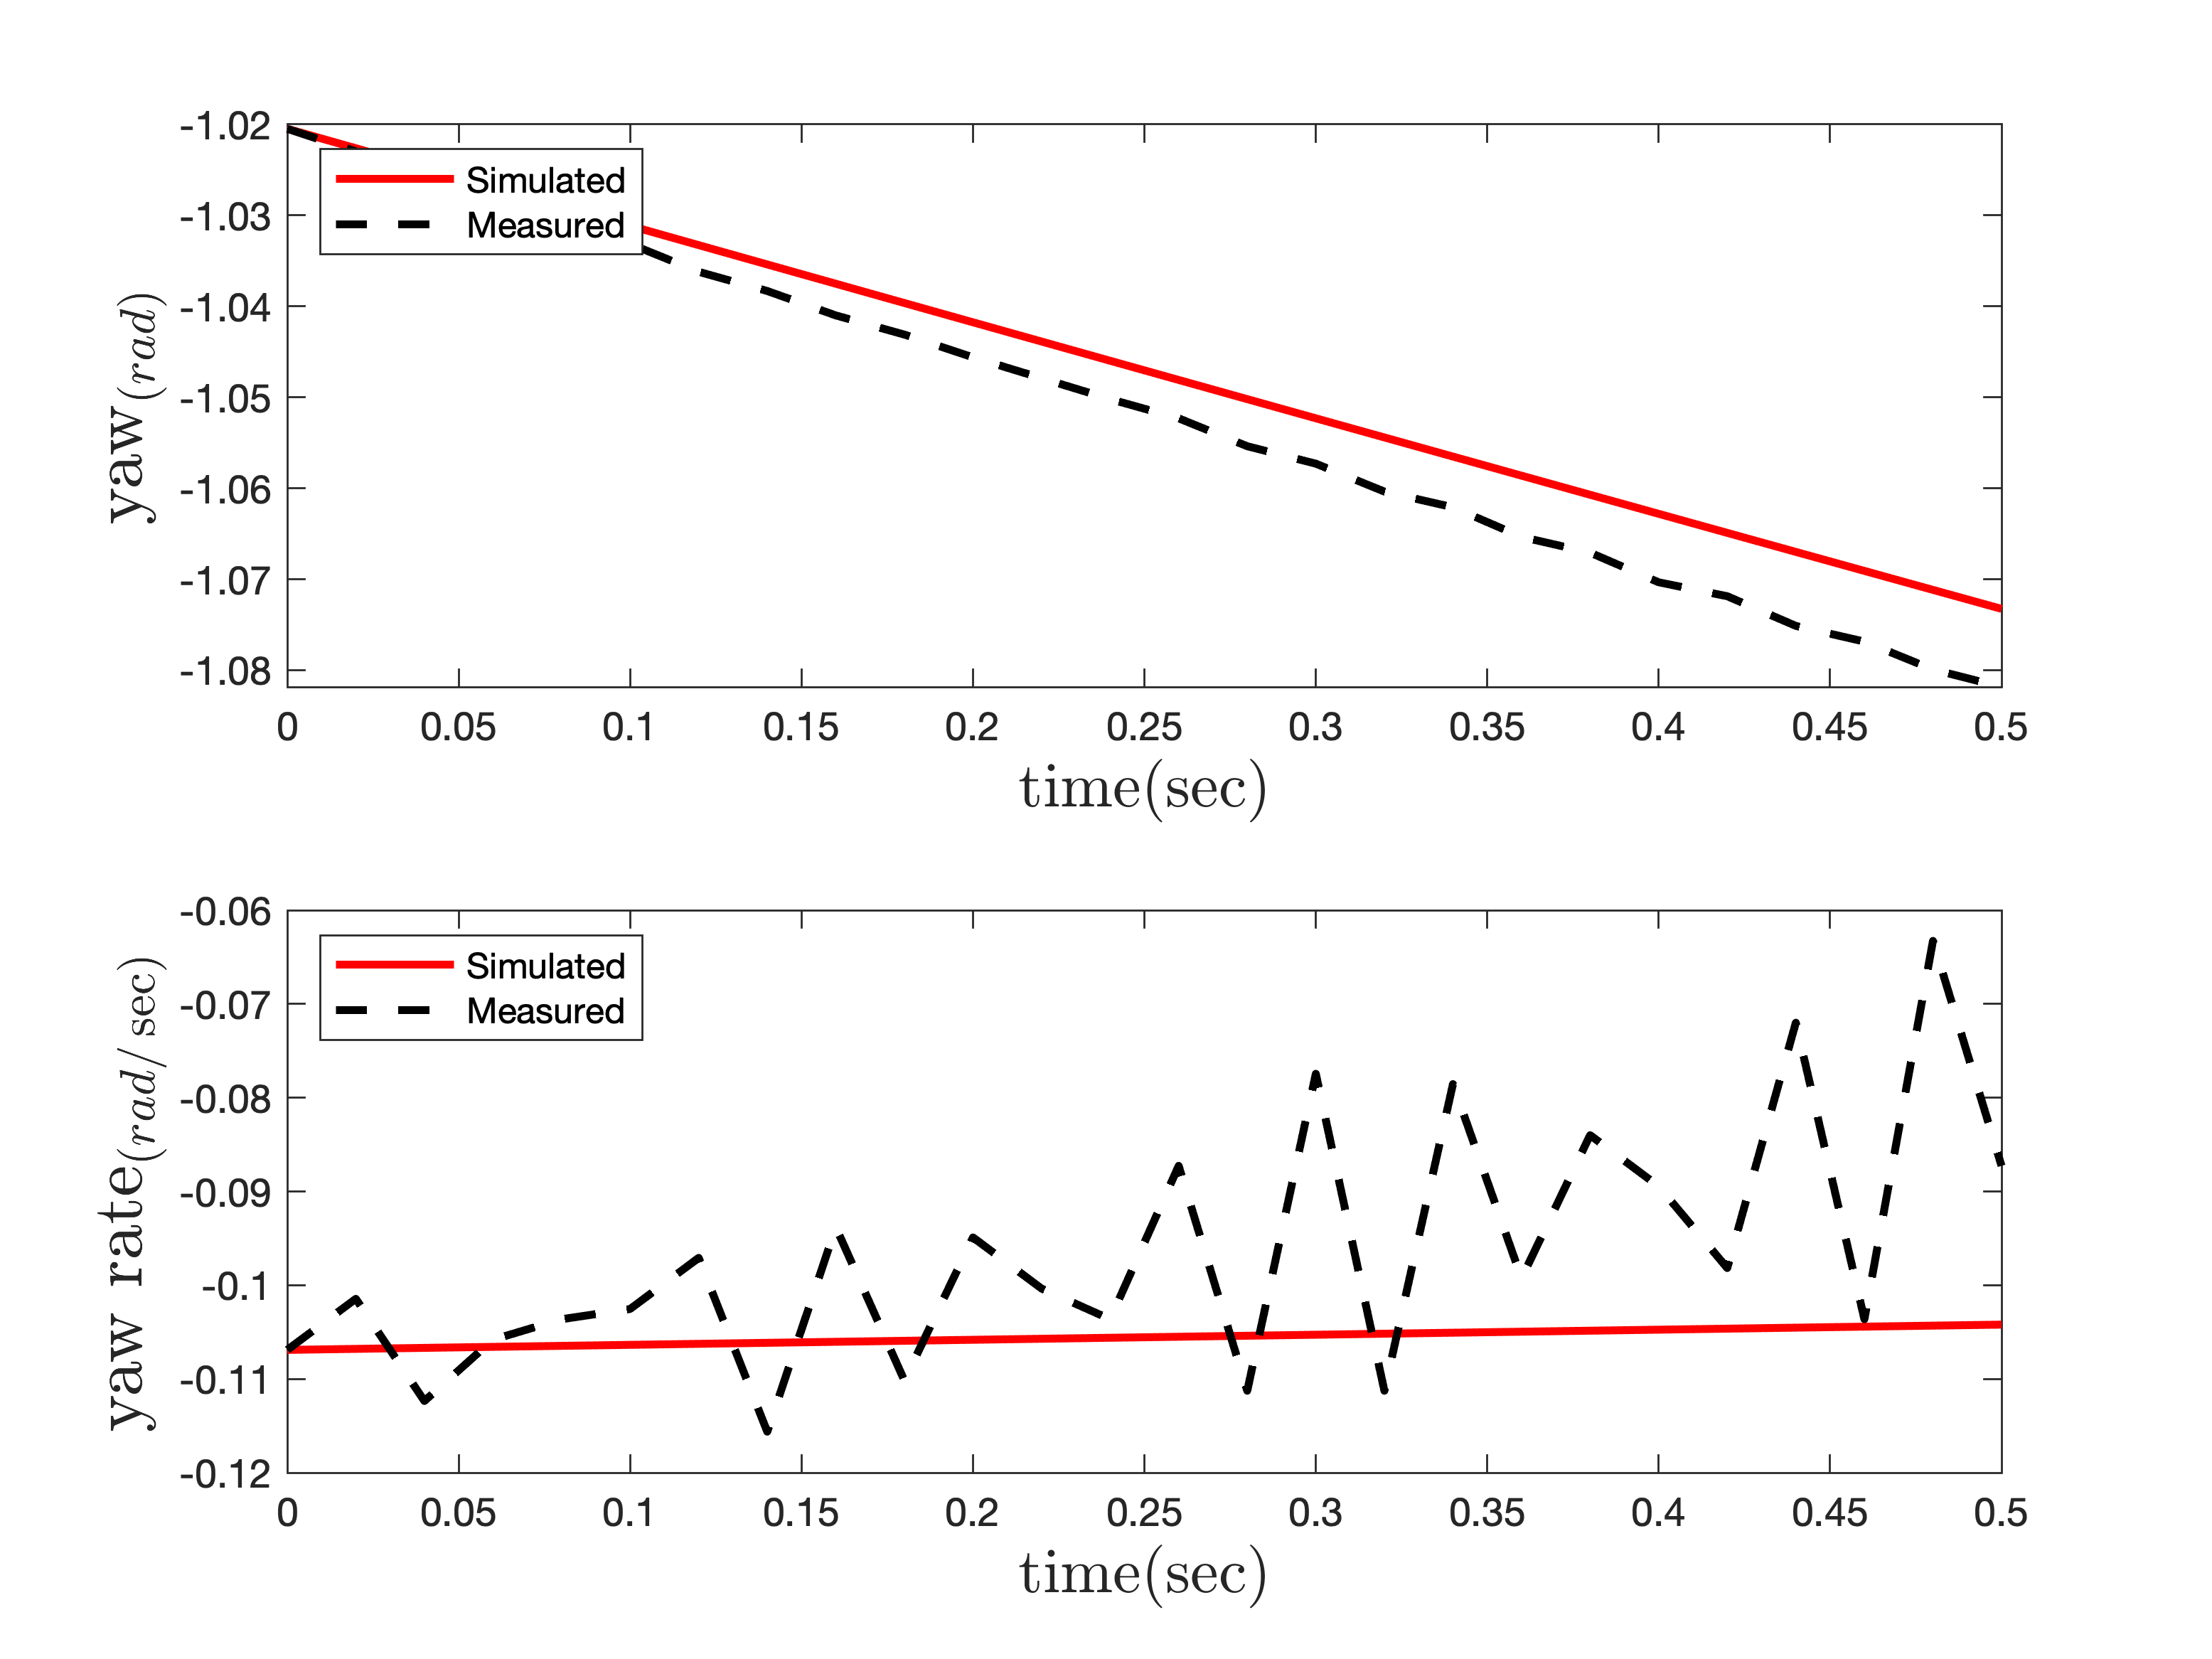 -1.02
-1.03
-1.04
-1.05
-1.06
-1.07
-1.08
yaw(rad)
Simulated
Measured
0 0.05 0.1 0.15 0.2 0.25 0.3 0.35 0.4 0.45 0.5
time(sec)
-0.06
-0.07
-0.08
-0.09
-0.1
-0.11
-0.12
yaw rate(rad/sec)
Simulated
Measured
0 0.05 0.1 0.15 0.2 0.25 0.3 0.35 0.4 0.45 0.5
time(sec)